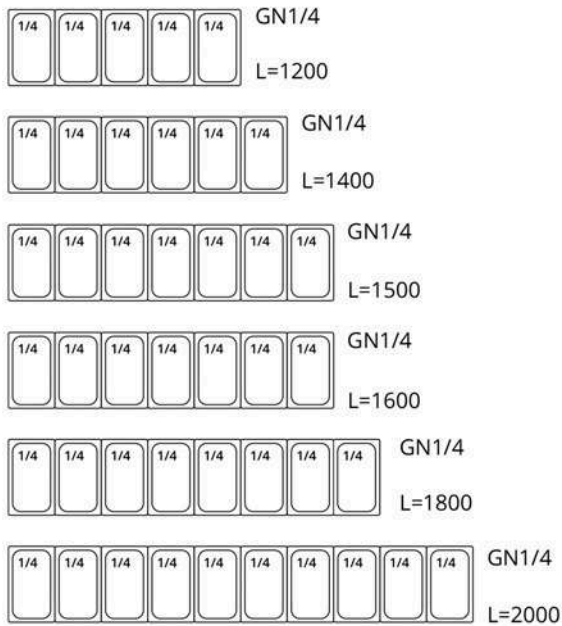 1/4 1/4 1/4 1/4 1/4 GN1/4
L=1200
1/4 1/4 1/4 1/4 1/4 1/4 GN1/4
L=1400
1/4 1/4 1/4 1/4 1/4 1/4 1/4 GN1/4
L=1500
1/4 1/4 1/4 1/4 1/4 1/4 1/4 GN1/4
L=1600
1/4 1/4 1/4 1/4 1/4 1/4 1/4 1/4 GN1/4
L=1800
1/4 1/4 1/4 1/4 1/4 1/4 1/4 1/4 1/4 1/4 GN1/4
L=2000